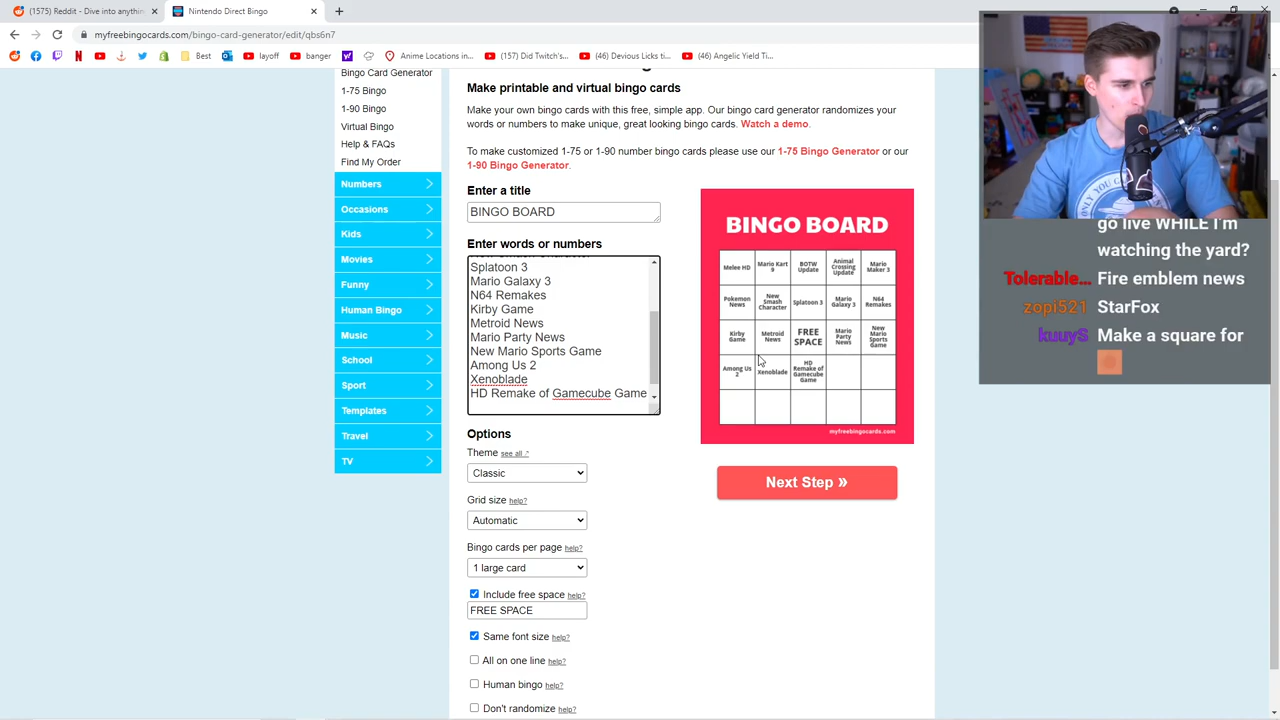 (1575) Reddit - Dive into anythin
Nintendo Direct Bingo
myfreebingocards.com/bingo-card-generator/edit/qbs6n7
Best
layoff
banger
Anime Locations in...
(157) Did Twitch's...
(46) Devious Licks ti...
(46) Angelic Yield T...
Bingo Card Generator
1-75 Bingo
1-90 Bingo
Virtual Bingo
Help & FAQs
Find My Order
Numbers
Occasions
Kids
Movies
Funny
Human Bingo
Music
School
Sport
Templates
Travel
TV
Make printable and virtual bingo cards
Make your own bingo cards with this free, simple app. Our bingo card generator randomizes your
words or numbers to make unique, great looking bingo cards. Watch a demo.
To make customized 1-75 or 1-90 number bingo cards please use our 1-75 Bingo Generator or our
1-90 Bingo Generator.
Enter a title
BINGO BOARD
Enter words or numbers
Splatoon 3
Mario Galaxy 3
N64 Remakes
Kirby Game
Metroid News
Mario Party News
New Mario Sports Game
Among Us 2
Xenoblade
HD Remake of Gamecube Game
Options
Theme see all
Classic
Grid size help?
Automatic
Bingo cards per page help?
1 large card
Include free space help?
FREE SPACE
Same font size help?
All on one line help?
Human bingo help?
Don't randomize help?
BINGO BOARD
Melee HD
Mario Kart
9
BOTW
Update
Animal
Crossing
Update
Mario
Maker 3
Pokemon
News
New
Smash
Character
Splatoon 3
Mario
Galaxy 3
N64
Remakes
Kirby
Game
Metroid
News
FREE
SPACE
Mario
Party
News
New
Mario
Sports
Game
Among Us
2
Xenoblade
HD
Remake of
Gamecube
Game
myfreebingocards.com
Next Step »
go live WHILE I'm
watching the yard?
Tolerable... Fire emblem news
zopi521 StarFox
kuuyS Make a square for